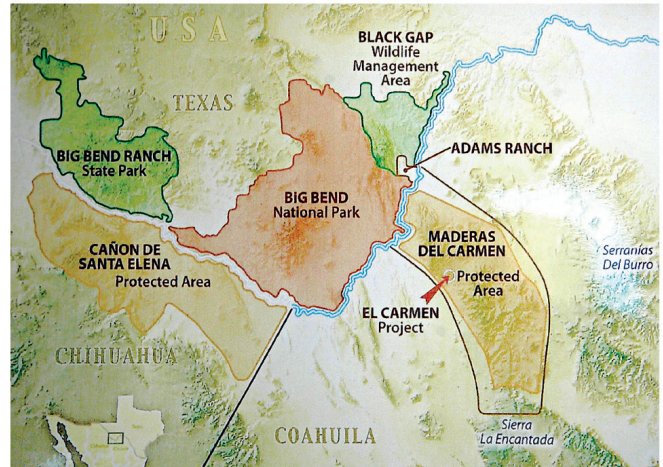 USA
BLACK GAP
Wildlife
Management
Area
TEXAS
BIG BEND RANCH
State Park
ADAMS RANCH
BIG BEND
National Park
CAÑON DE
SANTA ELENA
Protected Area
MADERAS
DEL CARMEN
Protected
Area
Serranías
Del Burro
EL CARMEN
Project
CHIHUAHUA
COAHUILA
Sierra
La Encantada